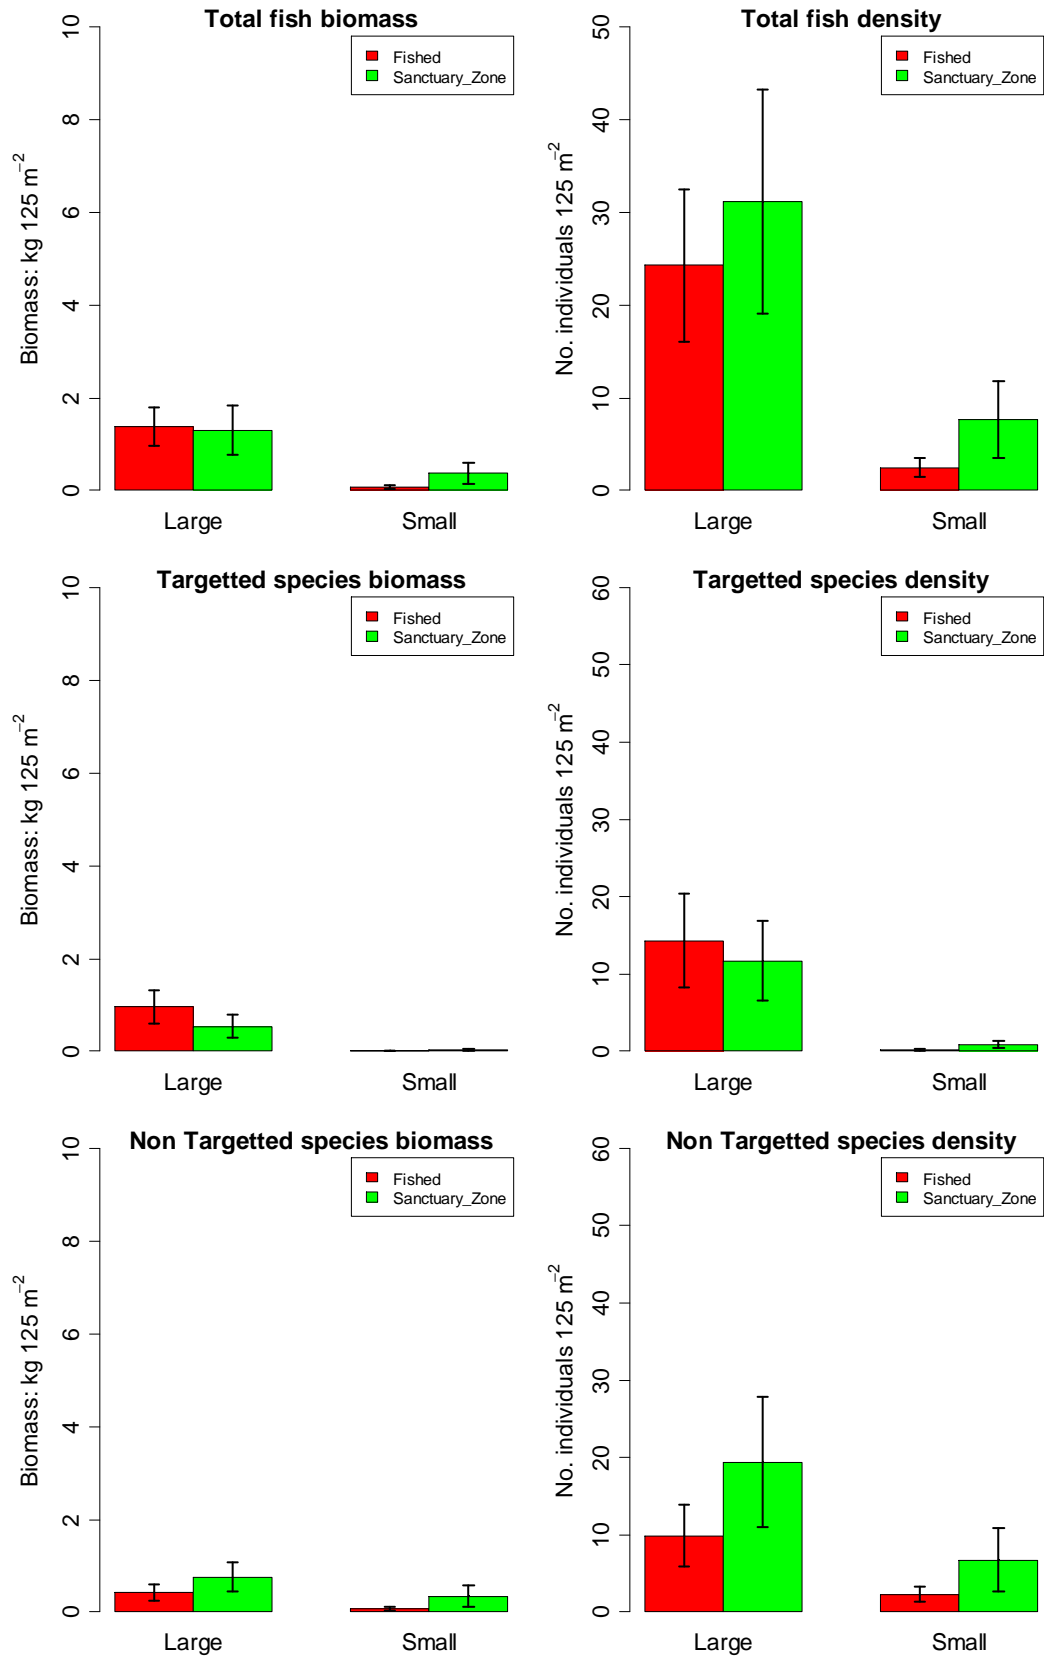 Total fish biomass
Fished
Sanctuary_Zone
Biomass: kg 125 m−2
0
2
4
6
8
10
Large
Small
Total fish density
Fished
Sanctuary_Zone
No. individuals 125 m−2
0
10
20
30
40
50
Large
Small
Targetted species biomass
Fished
Sanctuary_Zone
Biomass: kg 125 m−2
0
2
4
6
8
10
Large
Small
Targetted species density
Fished
Sanctuary_Zone
No. individuals 125 m−2
0
10
20
30
40
50
60
Large
Small
Non Targetted species biomass
Fished
Sanctuary_Zone
Biomass: kg 125 m−2
0
2
4
6
8
10
Large
Small
Non Targetted species density
Fished
Sanctuary_Zone
No. individuals 125 m−2
0
10
20
30
40
50
60
Large
Small